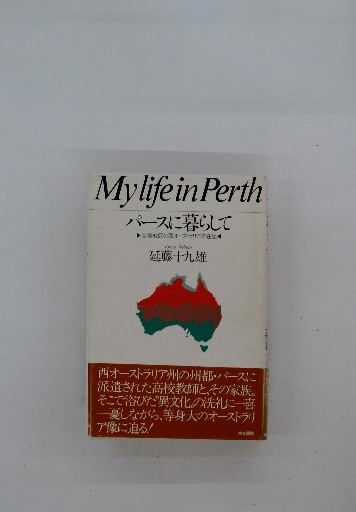 My life in Perth
パースに暮らして
延藤十九雄
西オーストラリア州の州都・パースに
派遣された高校教師と、その家族。
そこで浴びた〝異文化〟の洗礼に一喜
一憂しながら、等身大のオーストラリ
ア像に迫る!